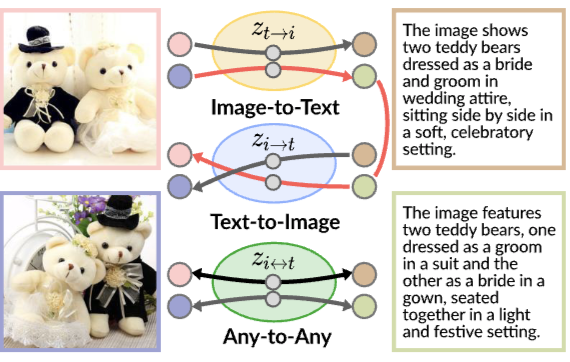 z_{t→i}
Image-to-Text
z_{i→t}
Text-to-Image
z_{i↔t}
Any-to-Any
The image shows
two teddy bears
dressed as a bride
and groom in
wedding attire,
sitting side by side in
a soft, celebratory
setting.
The image features
two teddy bears, one
dressed as a groom
in a suit and the
other as a bride in a
gown, seated
together in a light
and festive setting.